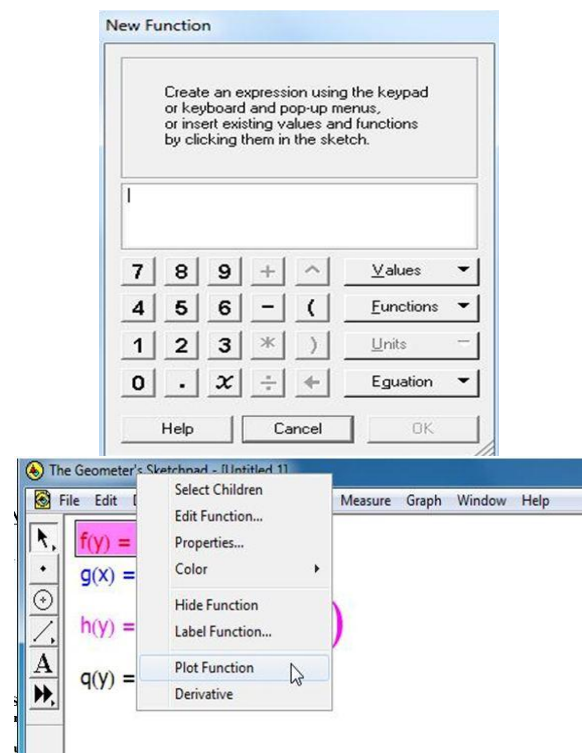 New Function
Create an expression using the keypad
or keyboard and pop-up menus,
or insert existing values and functions
by clicking them in the sketch.
7 8 9 + ^ Values
4 5 6 - ( Functions
1 2 3 * ) Units
0 . x ÷ Equation
Help Cancel OK
The Geometer's Sketchpad - [Untitled 1]
File Edit Measure Graph Window Help
Select Children
Edit Function...
Properties...
Color
Hide Function
Label Function...
Plot Function
Derivative
f(y) =
g(x) =
h(y) = )
q(y) =
A